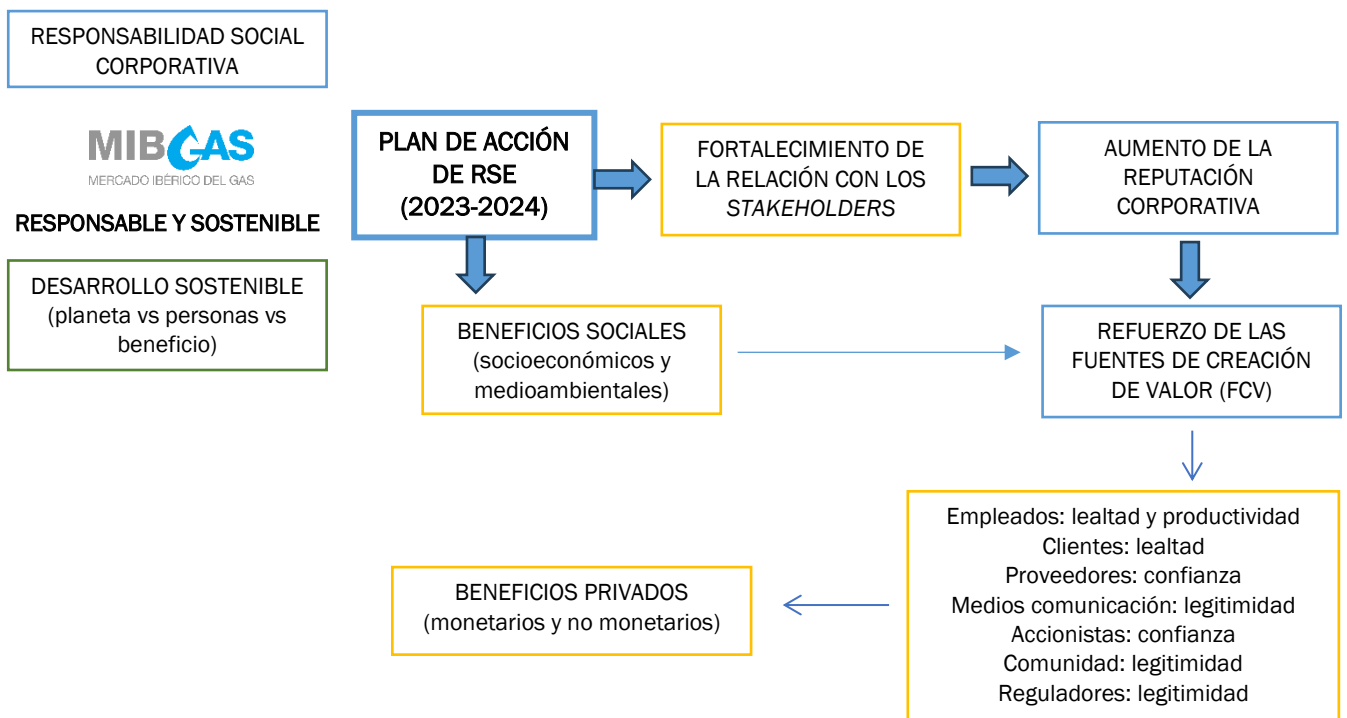 RESPONSABILIDAD SOCIAL
CORPORATIVA
MIBGAS
MERCADO IBÉRICO DEL GAS
RESPONSABLE Y SOSTENIBLE
DESARROLLO SOSTENIBLE
(planeta vs personas vs
beneficio)
PLAN DE ACCIÓN
DE RSE
(2023-2024)
FORTALECIMIENTO DE
LA RELACIÓN CON LOS
STAKEHOLDERS
AUMENTO DE LA
REPUTACIÓN
CORPORATIVA
BENEFICIOS SOCIALES
(socioeconómicos y
medioambientales)
REFUERZO DE LAS
FUENTES DE CREACIÓN
DE VALOR (FCV)
Empleados: lealtad y productividad
Clientes: lealtad
Proveedores: confianza
Medios comunicación: legitimidad
Accionistas: confianza
Comunidad: legitimidad
Reguladores: legitimidad
BENEFICIOS PRIVADOS
(monetarios y no monetarios)